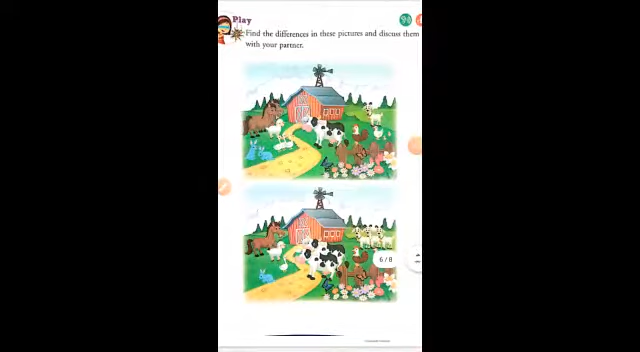 Play
Find the differences in these pictures and discuss them
with your partner.
6/8